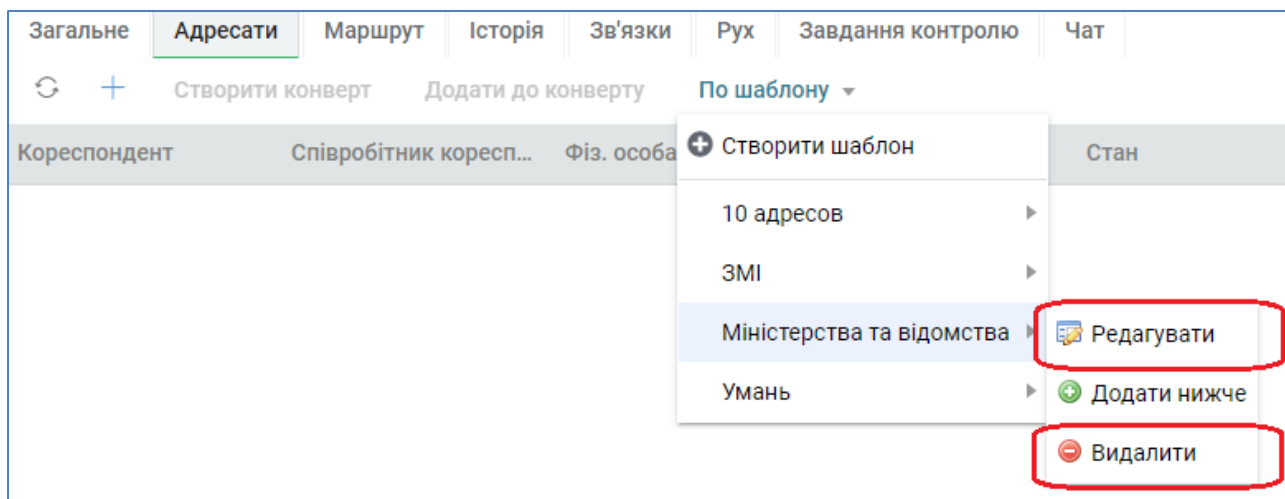 Загальне Адресати Маршрут Історія Зв'язки Рух Завдання контролю Чат
Створити конверт Додати до конверту По шаблону
Кореспондент Співробітник кореcп... Фіз. особа Стан
Створити шаблон
10 адресов
ЗМІ
Міністерства та відомства Редагувати
Умань Додати нижче
Видалити